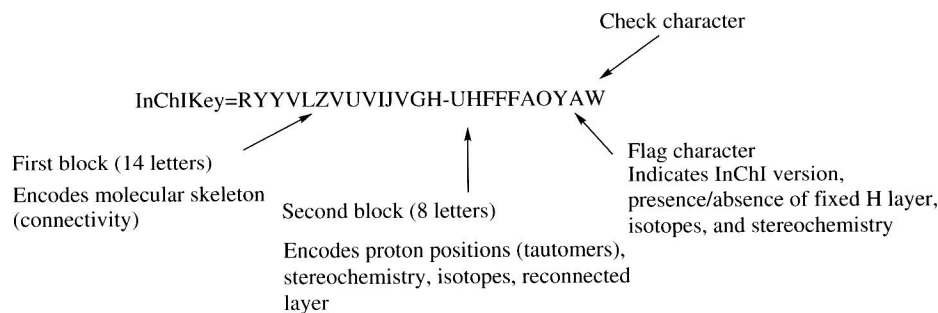 Check character
InChIKey=RYYVLZVUVIJVGH-UHFFFAOYAW
First block (14 letters)
Encodes molecular skeleton
(connectivity)
Second block (8 letters)
Encodes proton positions (tautomers),
stereochemistry, isotopes, reconnected
layer
Flag character
Indicates InChI version,
presence/absence of fixed H layer,
isotopes, and stereochemistry